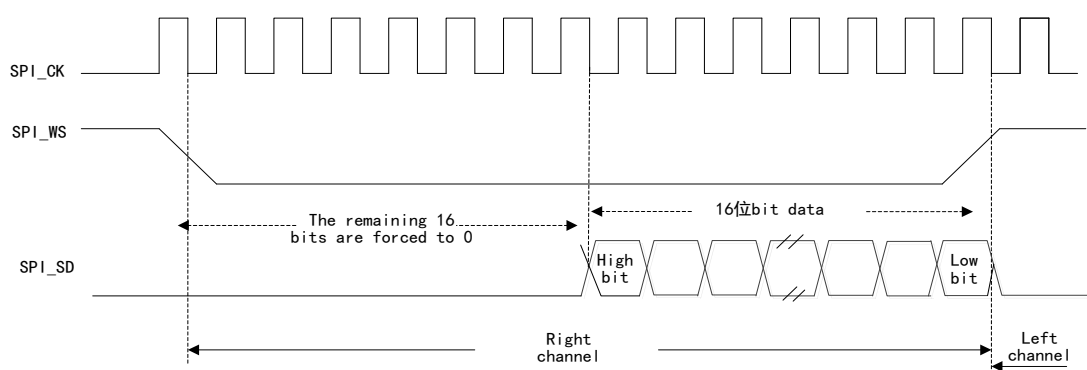 SPI_CK
SPI_WS
The remaining 16
bits are forced to 0
16位bit data
SPI_SD
High
bit
Low
bit
Right
channel
Left
channel